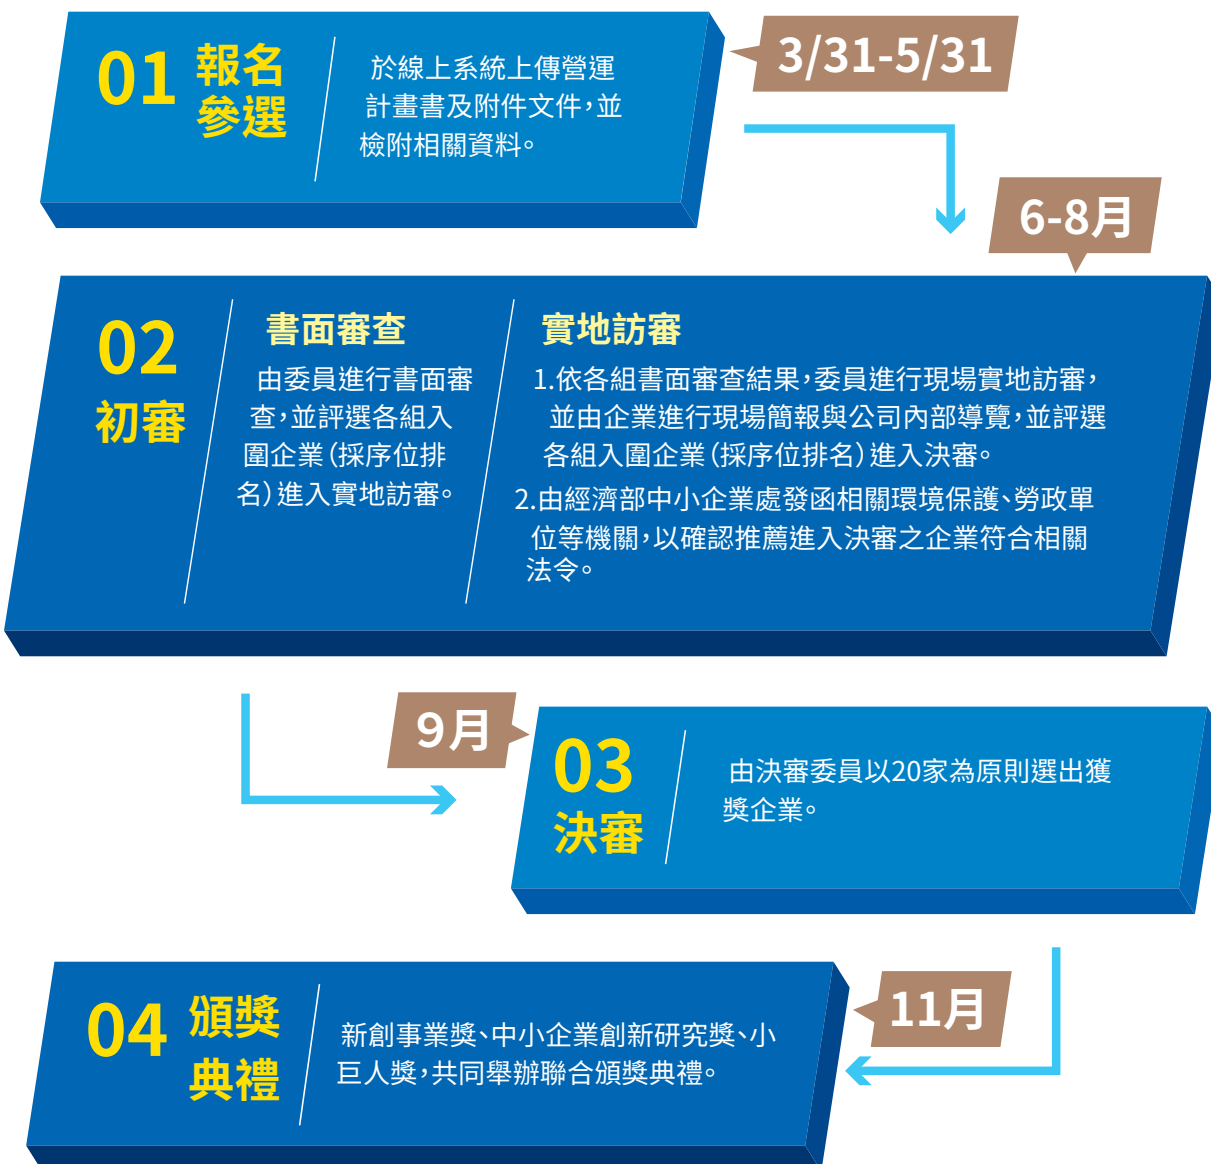 01 報名
參選
於線上系統上傳營運
計畫書及附件文件，並
檢附相關資料。
3/31-5/31
6-8月
02
初審
書面審查
由委員進行書面審
查，並評選各組入
圍企業（採序位排
名）進入實地訪審。
實地訪審
1.依各組書面審查結果，委員進行現場實地訪審，
並由企業進行現場簡報與公司內部導覽，並評選
各組入圍企業（採序位排名）進入決審。
2.由經濟部中小企業處發函相關環境保護、勞政單
位等機關，以確認推薦進入決審之企業符合相關
法令。
9月
03
決審
由決審委員以20家為原則選出獲
獎企業。
04 頒獎
典禮
新創事業獎、中小企業創新研究獎、小
巨人獎，共同舉辦聯合頒獎典禮。
11月